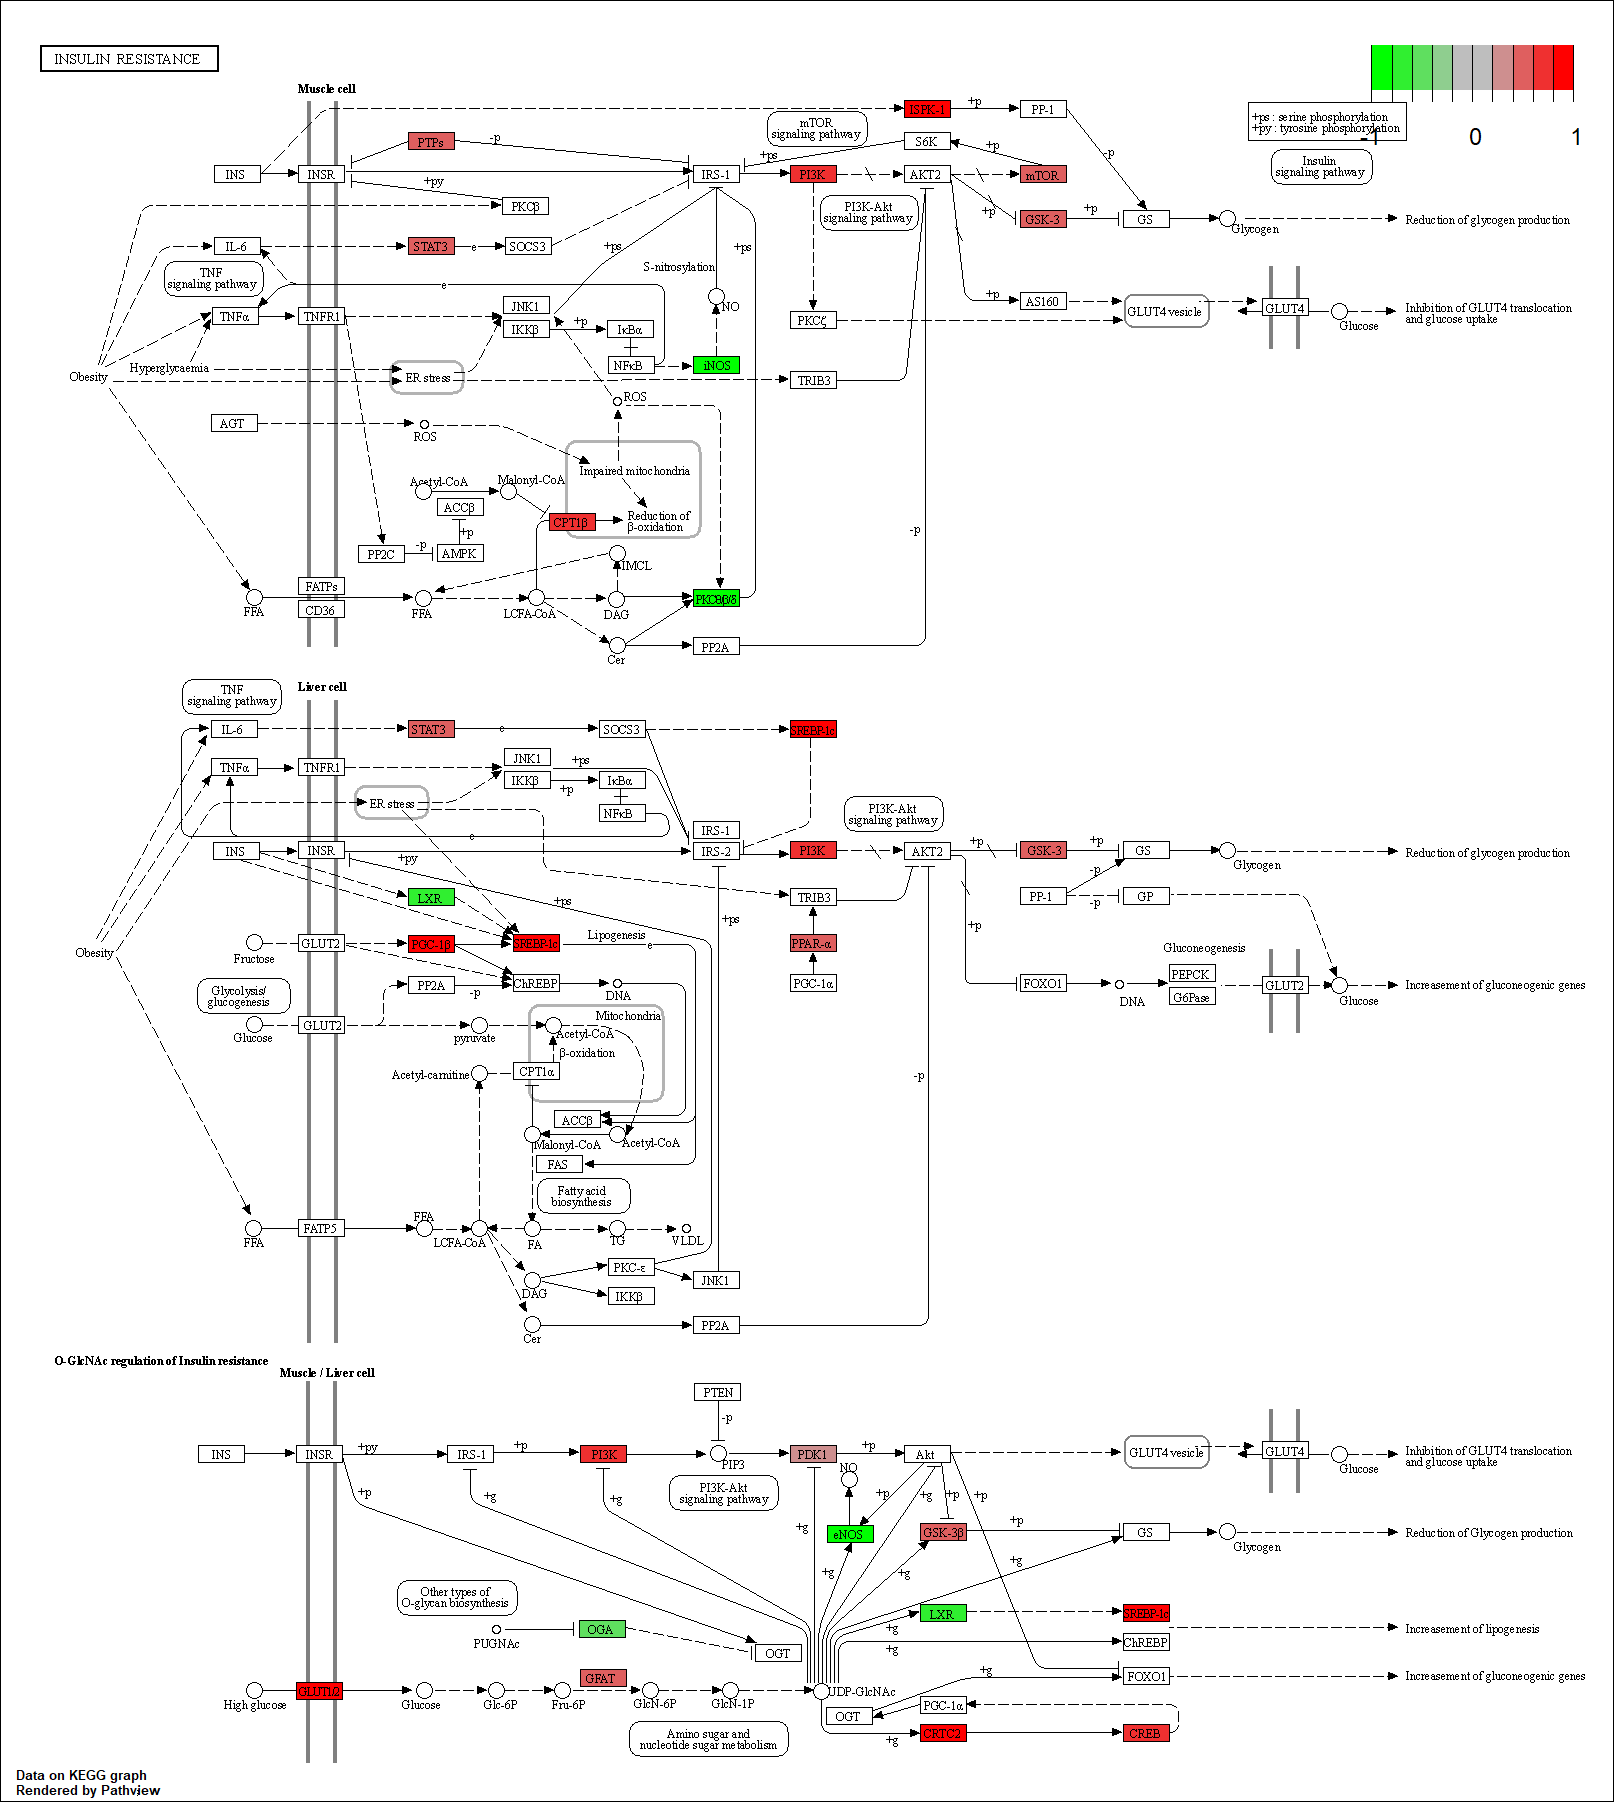 INSULIN RESISTANCE
-1
0
1
+ps : serine phosphorylation
+py : tyrosine phosphorylation
Insulin
signaling pathway
Muscle cell
ISPK-1
+p
PP-1
mTOR
signaling pathway
PTPs
-p
S6K
+ps
+p
-p
INS
INSR
IRS-1
PI3K
AKT2
mTOR
+py
PKCβ
PI3K-Akt
signaling pathway
+p
GSK-3
+p
GS
Glycogen
Reduction of glycogen production
IL-6
STAT3
e
SOCS3
+ps
+ps
TNF
signaling pathway
S-nitrosylation
e
NO
+p
AS160
GLUT4 vesicle
GLUT4
Glucose
Inhibition of GLUT4 translocation
and glucose uptake
TNFα
TNFR1
JNK1
IKKβ
+p
IκBα
PKCζ
NFκB
iNOS
Hyperglycaemia
Obesity
ER stress
TRIB3
ROS
AGT
ROS
Impaired mitochondria
Acetyl-CoA
Malonyl-CoA
ACCβ
CPT1β
Reduction of
β-oxidation
+p
-p
PP2C
-p
AMPK
IMCL
FATPs
FFA
CD36
FFA
LCFA-CoA
DAG
Cer
PP2A
TNF
signaling pathway
Liver cell
IL-6
STAT3
e
SOCS3
SREBP-1c
TNFα
TNFR1
JNK1
+ps
IKKβ
+p
IκBα
ER stress
NFκB
PI3K-Akt
signaling pathway
e
IRS-1
INS
INSR
+py
IRS-2
PI3K
AKT2
+p
GSK-3
+p
GS
Glycogen
Reduction of glycogen production
LXR
+ps
+ps
TRIB3
PP-1
-p
-p
GP
+p
Obesity
Fructose
GLUT2
PGC-1β
SREBP-1c
Lipogenesis
e
PPAR-α
Gluconeogenesis
Glycolysis/
glucogenesis
PP2A
-p
ChREBP
DNA
PGC-1α
FOXO1
DNA
PEPCK
G6Pase
GLUT2
Glucose
Increasement of gluconeogenic genes
Glucose
GLUT2
pyruvate
Mitochondria
Acetyl-CoA
β-oxidation
Acetyl-carnitine
CPT1α
-p
ACCβ
Malonyl-CoA
Acetyl-CoA
FAS
Fatty acid
biosynthesis
FFA
FATP5
FFA
LCFA-CoA
FA
TG
VLDL
PKC-ε
JNK1
DAG
IKKβ
Cer
PP2A
O-GlcNAc regulation of Insulin resistance
Muscle / Liver cell
PTEN
-p
INS
INSR
+py
IRS-1
+p
PI3K
PIP3
PDK1
+p
Akt
GLUT4 vesicle
GLUT4
Glucose
Inhibition of GLUT4 translocation
and glucose uptake
NO
PI3K-Akt
signaling pathway
+p
+g
+g
+p
+g
+p
+p
+g
eNOS
GSK-3β
+p
GS
Glycogen
Reduction of Glycogen production
+g
+g
+g
Other types of
O-glycan biosynthesis
PUGNAc
OGA
OGT
LXR
SREBP-1c
+g
+g
Increasement of lipogenesis
ChREBP
GFAT
+g
FOXO1
Increasement of gluconeogenic genes
High glucose
GLUT1/2
Glucose
Glc-6P
Fru-6P
GlcN-6P
GlcN-1P
UDP-GlcNAc
OGT
PGC-1α
Amino sugar and
nucleotide sugar metabolism
+g
CRTC2
CREB
Data on KEGG graph
Rendered by Pathview